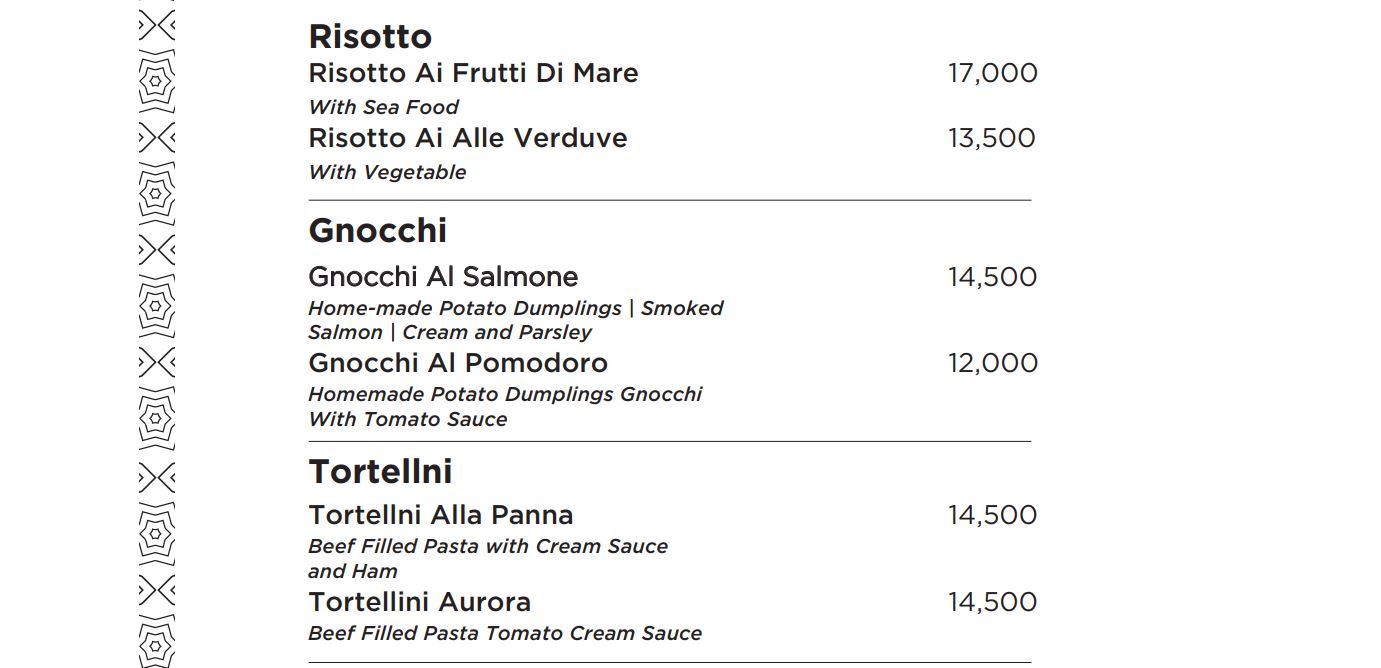 Risotto
Risotto Ai Frutti Di Mare 17,000
With Sea Food
Risotto Ai Alle Verduve 13,500
With Vegetable
Gnocchi
Gnocchi Al Salmone 14,500
Home-made Potato Dumplings | Smoked
Salmon | Cream and Parsley
Gnocchi Al Pomodoro 12,000
Homemade Potato Dumplings Gnocchi
With Tomato Sauce
Tortellni
Tortellni Alla Panna 14,500
Beef Filled Pasta with Cream Sauce
and Ham
Tortellini Aurora 14,500
Beef Filled Pasta Tomato Cream Sauce